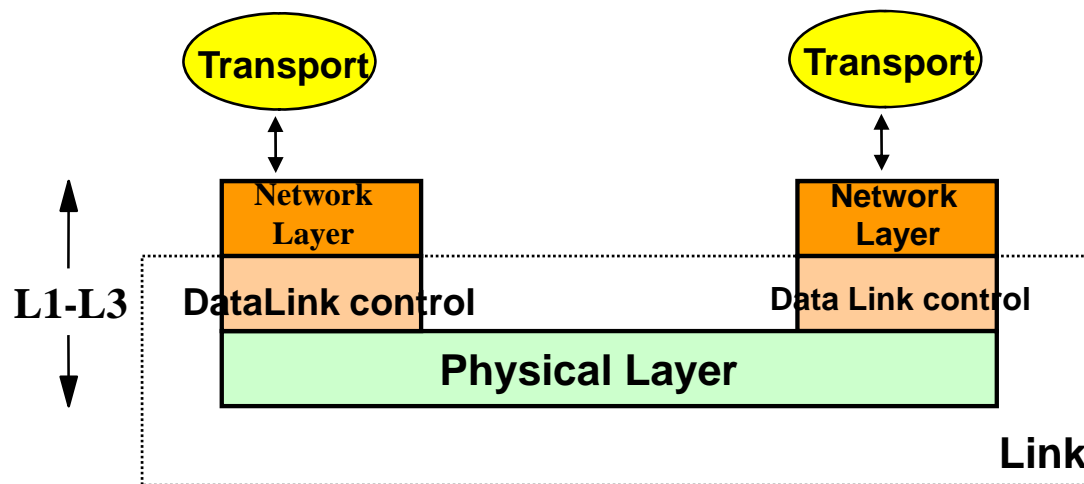 Transport
Transport
Network
Layer
Network
Layer
L1-L3
DataLink control
Data Link control
Physical Layer
Link